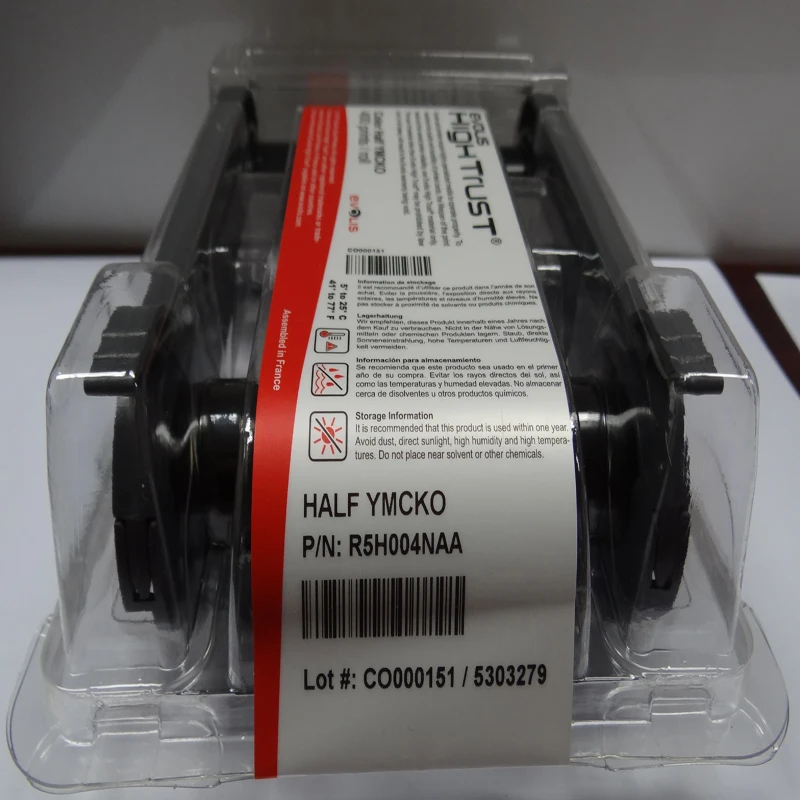 evolis
HIGHTRUST®
Color Half YMCKO
400 prints / roll
evolis
CO000151
5° to 25° C
41° to 77° F
Assembled in France
Information de stockage
Il est recommandé d'utiliser ce produit dans l'année de son
achat. Eviter la poussière, l'exposition directe aux rayons
solaires, les températures et niveaux d'humidité élevés. Ne
pas stocker à proximité de solvants ou produits chimiques.
Lagerhaltung
Wir empfehlen, dieses Produkt innerhalb eines Jahres nach
dem Kauf zu verbrauchen. Nicht in der Nähe von Lösungs-
mitteln oder chemischen Produkten lagern. Staub, direkte
Sonneneinstrahlung, hohe Temperaturen und Luftfeuchtig-
keit vermeiden.
Información para almacenamiento
Se recomienda que este producto sea usado en el primer
año de su compra. Evitar los rayos directos del sol, así
como las temperaturas y humedad elevadas. No almacenar
cerca de disolventes u otros productos químicos.
Storage Information
It is recommended that this product is used within one year.
Avoid dust, direct sunlight, high humidity and high tempera-
tures. Do not place near solvent or other chemicals.
HALF YMCKO
P/N: R5H004NAA
Lot #: CO000151 / 5303279